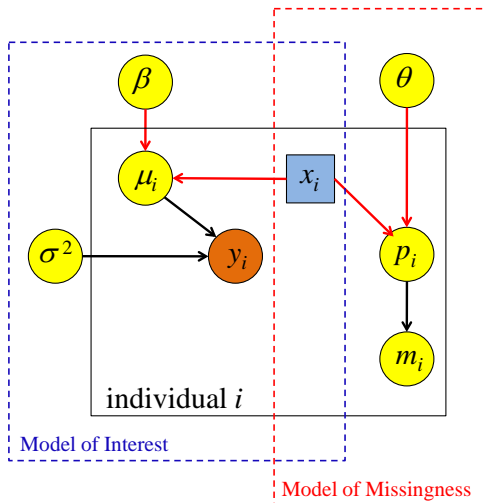 β
θ
μᵢ
xᵢ
σ²
yᵢ
pᵢ
mᵢ
individual i
Model of Interest
Model of Missingness